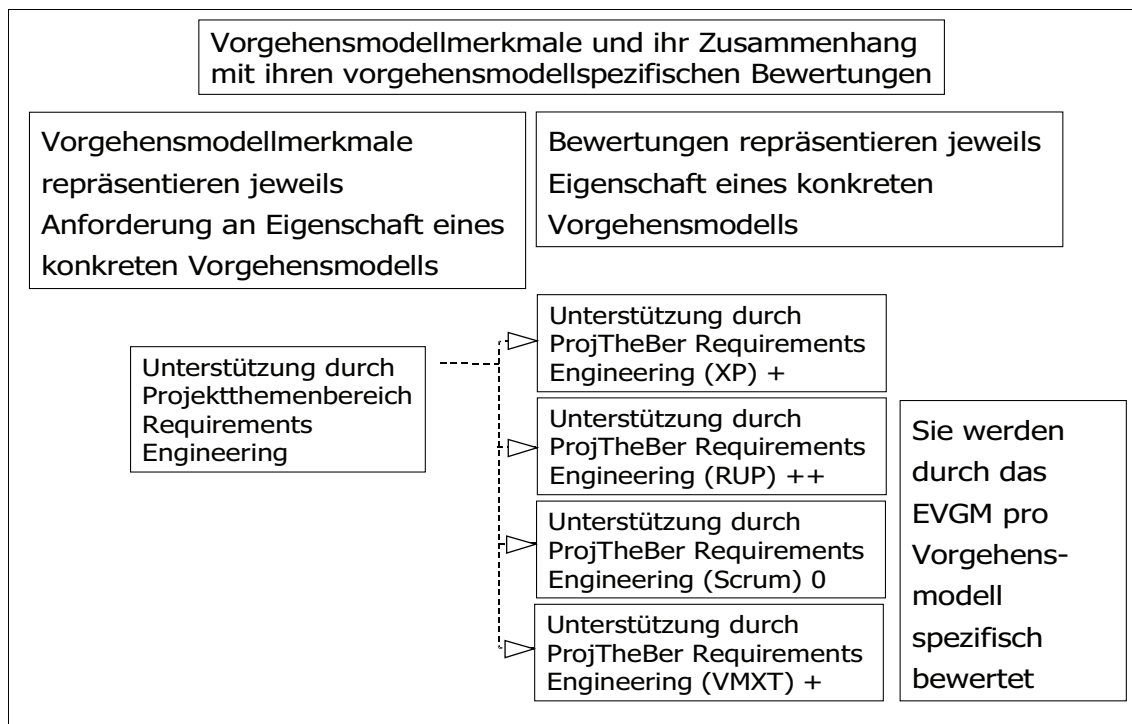 Vorgehensmodellmerkmale und ihr Zusammenhang
mit ihren vorgehensmodellspezifischen Bewertungen
Vorgehensmodellmerkmale
repräsentieren jeweils
Anforderung an Eigenschaft eines
konkreten Vorgehensmodells
Bewertungen repräsentieren jeweils
Eigenschaft eines konkreten
Vorgehensmodells
Unterstützung durch
Projektthemenbereich
Requirements
Engineering
Unterstützung durch
ProjTheBer Requirements
Engineering (XP) +
Unterstützung durch
ProjTheBer Requirements
Engineering (RUP) ++
Unterstützung durch
ProjTheBer Requirements
Engineering (Scrum) 0
Unterstützung durch
ProjTheBer Requirements
Engineering (VMXT) +
Sie werden
durch das
EVGM pro
Vorgehens-
modell
spezifisch
bewertet